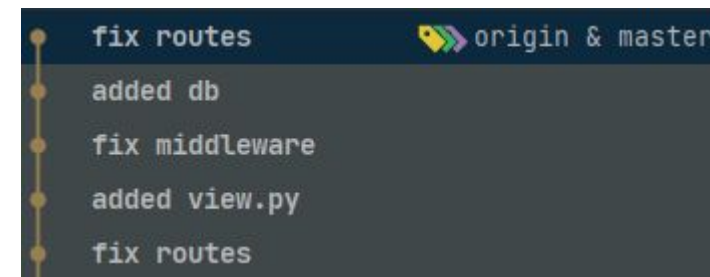 fix routes origin & master
added db
fix middleware
added view.py
fix routes